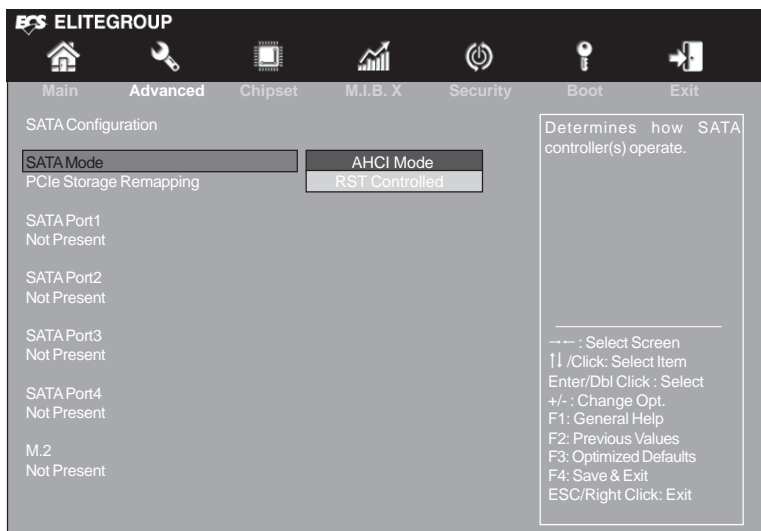 ECS ELITEGROUP
Main Advanced Chipset M.I.B. X Security Boot Exit
SATA Configuration
SATA Mode AHCI Mode
PCIe Storage Remapping RST Controlled
SATA Port1
Not Present
SATA Port2
Not Present
SATA Port3
Not Present
SATA Port4
Not Present
M.2
Not Present
Determines how SATA
controller(s) operate.
→← : Select Screen
↑↓ /Click: Select Item
Enter/Dbl Click : Select
+/- : Change Opt.
F1: General Help
F2: Previous Values
F3: Optimized Defaults
F4: Save & Exit
ESC/Right Click: Exit